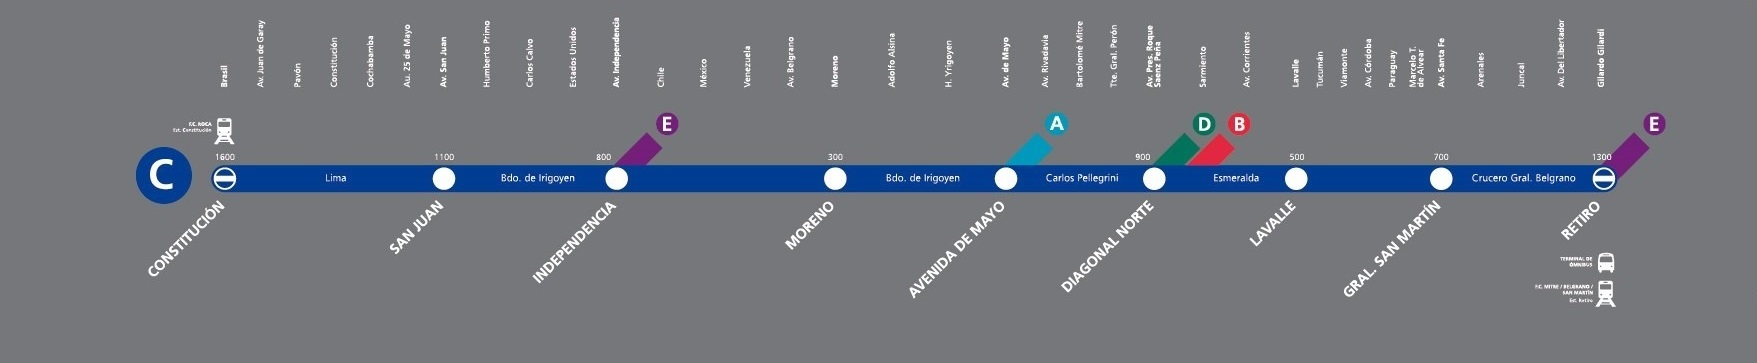 Brasil
Av. Juan de Garay
Pavón
Constitución
Cochabamba
Au. 25 de Mayo
Av. San Juan
Humberto Primo
Carlos Calvo
Estados Unidos
Av. Independencia
Chile
México
Venezuela
Av. Belgrano
Moreno
Adolfo Alsina
H. Yrigoyen
Av. de Mayo
Av. Rivadavia
Bartolomé Mitre
Tte. Gral. Perón
Av. Pres. Roque
Saenz Peña
Sarmiento
Av. Corrientes
Lavalle
Tucumán
Viamonte
Av. Córdoba
Paraguay
Marcelo T.
de Alvear
Av. Santa Fe
Arenales
Juncal
Av. Del Libertador
Gilardo Gilardi
F.C. ROCA
Est. Constitución
E
A
D
B
E
1600
1100
800
300
900
500
700
1300
C
Lima
Bdo. de Irigoyen
Bdo. de Irigoyen
Carlos Pellegrini
Esmeralda
Crucero Gral. Belgrano
CONSTITUCIÓN
SAN JUAN
INDEPENDENCIA
MORENO
AVENIDA DE MAYO
DIAGONAL NORTE
LAVALLE
GRAL. SAN MARTÍN
RETIRO
TERMINAL DE
ÓMNIBUS
F.C. MITRE / BELGRANO /
SAN MARTÍN
Est. Retiro